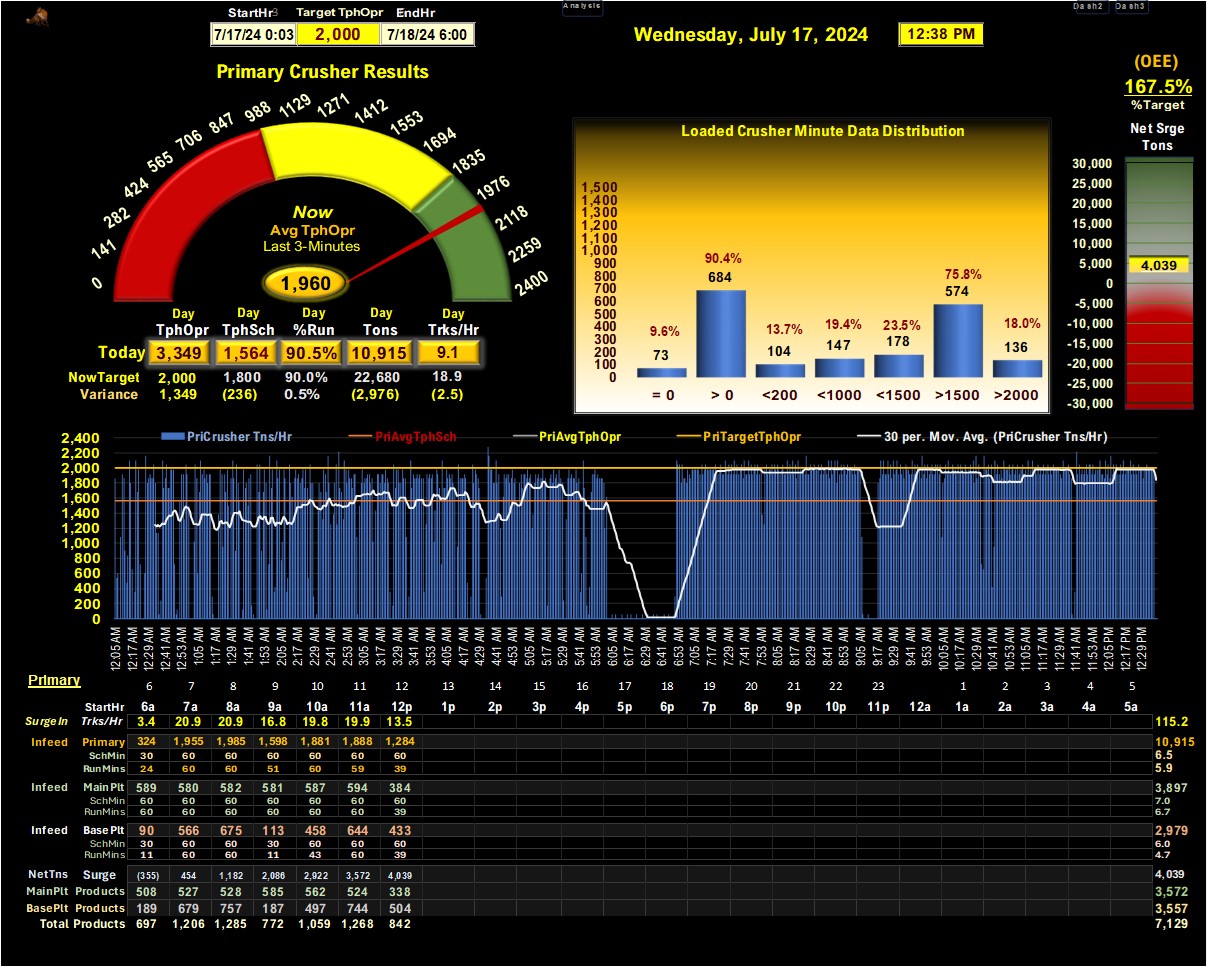 Analysis
Dash2 Dash3
StartHr3 Target TphOpr EndHr
7/17/24 0:03 2,000 7/18/24 6:00
Wednesday, July 17, 2024 12:38 PM
Primary Crusher Results
0 141 282 424 565 706 847 988 1129 1271 1412 1553 1694 1835 1976 2118 2259 2400
Now
Avg TphOpr
Last 3-Minutes
1,960
Day Day Day Day Day
TphOpr TphSch %Run Tons Trks/Hr
Today 3,349 1,564 90.5% 10,915 9.1
NowTarget 2,000 1,800 90.0% 22,680 18.9
Variance 1,349 (236) 0.5% (2,976) (2.5)
Loaded Crusher Minute Data Distribution
1,500
1,400
1,300
1,200
1,100
1,000
900
800
700
600
500
400
300
200
100
0
9.6% 90.4% 13.7% 19.4% 23.5% 75.8% 18.0%
73 684 104 147 178 574 136
= 0 > 0 <200 <1000 <1500 >1500 >2000
(OEE)
167.5%
%Target
Net Srge
Tons
30,000
25,000
20,000
15,000
10,000
5,000
0
-5,000
-10,000
-15,000
-20,000
-25,000
-30,000
4,039
PriCrusher Tns/Hr PriAvgTphSch PriAvgTphOpr PriTargetTphOpr 30 per. Mov. Avg. (PriCrusher Tns/Hr)
2,400
2,200
2,000
1,800
1,600
1,400
1,200
1,000
800
600
400
200
0
12:05 AM 12:17 AM 12:29 AM 12:41 AM 12:53 AM 1:05 AM 1:17 AM 1:29 AM 1:41 AM 1:53 AM 2:05 AM 2:17 AM 2:29 AM 2:41 AM 2:53 AM 3:05 AM 3:17 AM 3:29 AM 3:41 AM 3:53 AM 4:05 AM 4:17 AM 4:29 AM 4:41 AM 4:53 AM 5:05 AM 5:17 AM 5:29 AM 5:41 AM 5:53 AM 6:05 AM 6:17 AM 6:29 AM 6:41 AM 6:53 AM 7:05 AM 7:17 AM 7:29 AM 7:41 AM 7:53 AM 8:05 AM 8:17 AM 8:29 AM 8:41 AM 8:53 AM 9:05 AM 9:17 AM 9:29 AM 9:41 AM 9:53 AM 10:05 AM 10:17 AM 10:29 AM 10:41 AM 10:53 AM 11:05 AM 11:17 AM 11:29 AM 11:41 AM 11:53 AM 12:05 PM 12:17 PM 12:29 PM
Primary
6 7 8 9 10 11 12 13 14 15 16 17 18 19 20 21 22 23 1 2 3 4 5
StartHr 6a 7a 8a 9a 10a 11a 12p 1p 2p 3p 4p 5p 6p 7p 8p 9p 10p 11p 12a 1a 2a 3a 4a 5a
SurgeIn Trks/Hr 3.4 20.9 20.9 16.8 19.8 19.9 13.5 115.2
Infeed Primary 324 1,955 1,985 1,598 1,881 1,888 1,284 10,915
SchMin 30 60 60 60 60 60 60 6.5
RunMins 24 60 60 51 60 59 39 5.9
Infeed Main Plt 589 580 582 581 587 594 384 3,897
SchMin 60 60 60 60 60 60 60 7.0
RunMins 60 60 60 60 60 60 39 6.7
Infeed Base Plt 90 566 675 113 458 644 433 2,979
SchMin 30 60 60 30 60 60 60 6.0
RunMins 11 60 60 11 43 60 39 4.7
NetTns Surge (355) 454 1,182 2,086 2,922 3,572 4,039 4,039
MainPlt Products 508 527 528 585 562 524 338 3,572
BasePlt Products 189 679 757 187 497 744 504 3,557
Total Products 697 1,206 1,285 772 1,059 1,268 842 7,129